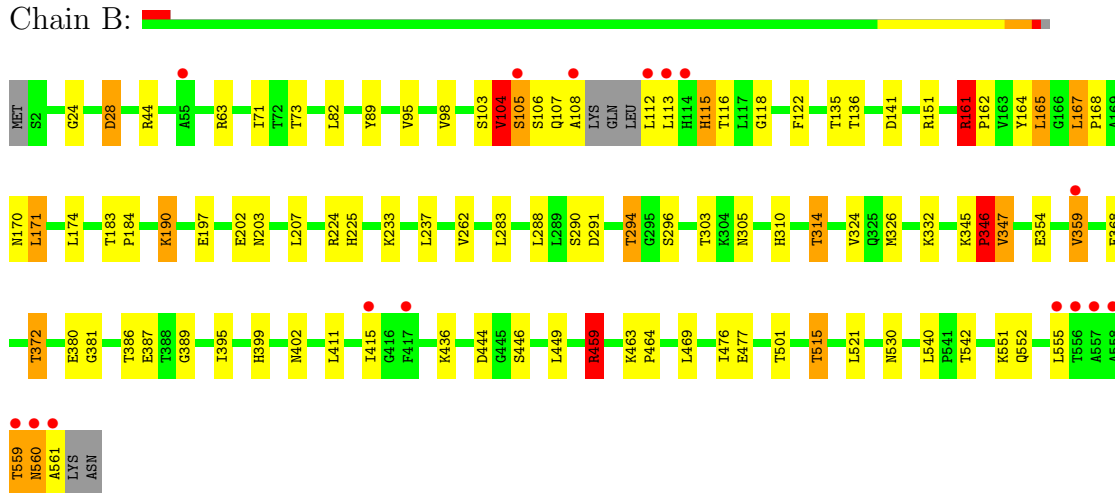 Chain B:
MET S2 G24 D28 R44 A55 R63 I71 T72 T73 L82 Y89 V95 V98 S103 V104 S105 S106 Q107 A108 LYS GLN LEU L112 L113 H114 H115 T116 L117 G118 F122 T135 T136 D141 R151 R161 P162 V163 Y164 L165 G166 L167 P168 A169
N170 L171 L174 T183 P184 K190 E197 E202 N203 L207 R224 H225 K233 L237 V262 L283 L288 L289 S290 D291 T294 G295 S296 T303 K304 N305 H310 T314 V324 Q325 M326 K332 K345 P346 V347 E354 V359 E368
T372 E380 G381 T386 E387 T388 G389 I395 H399 N402 L411 I415 G416 F417 K436 D444 G445 S446 L449 R459 K463 P464 L469 I476 E477 T501 T515 L521 N530 L540 P541 T542 K551 Q552 L555 T556 A557 A558
T559 N560 A561 LYS ASN